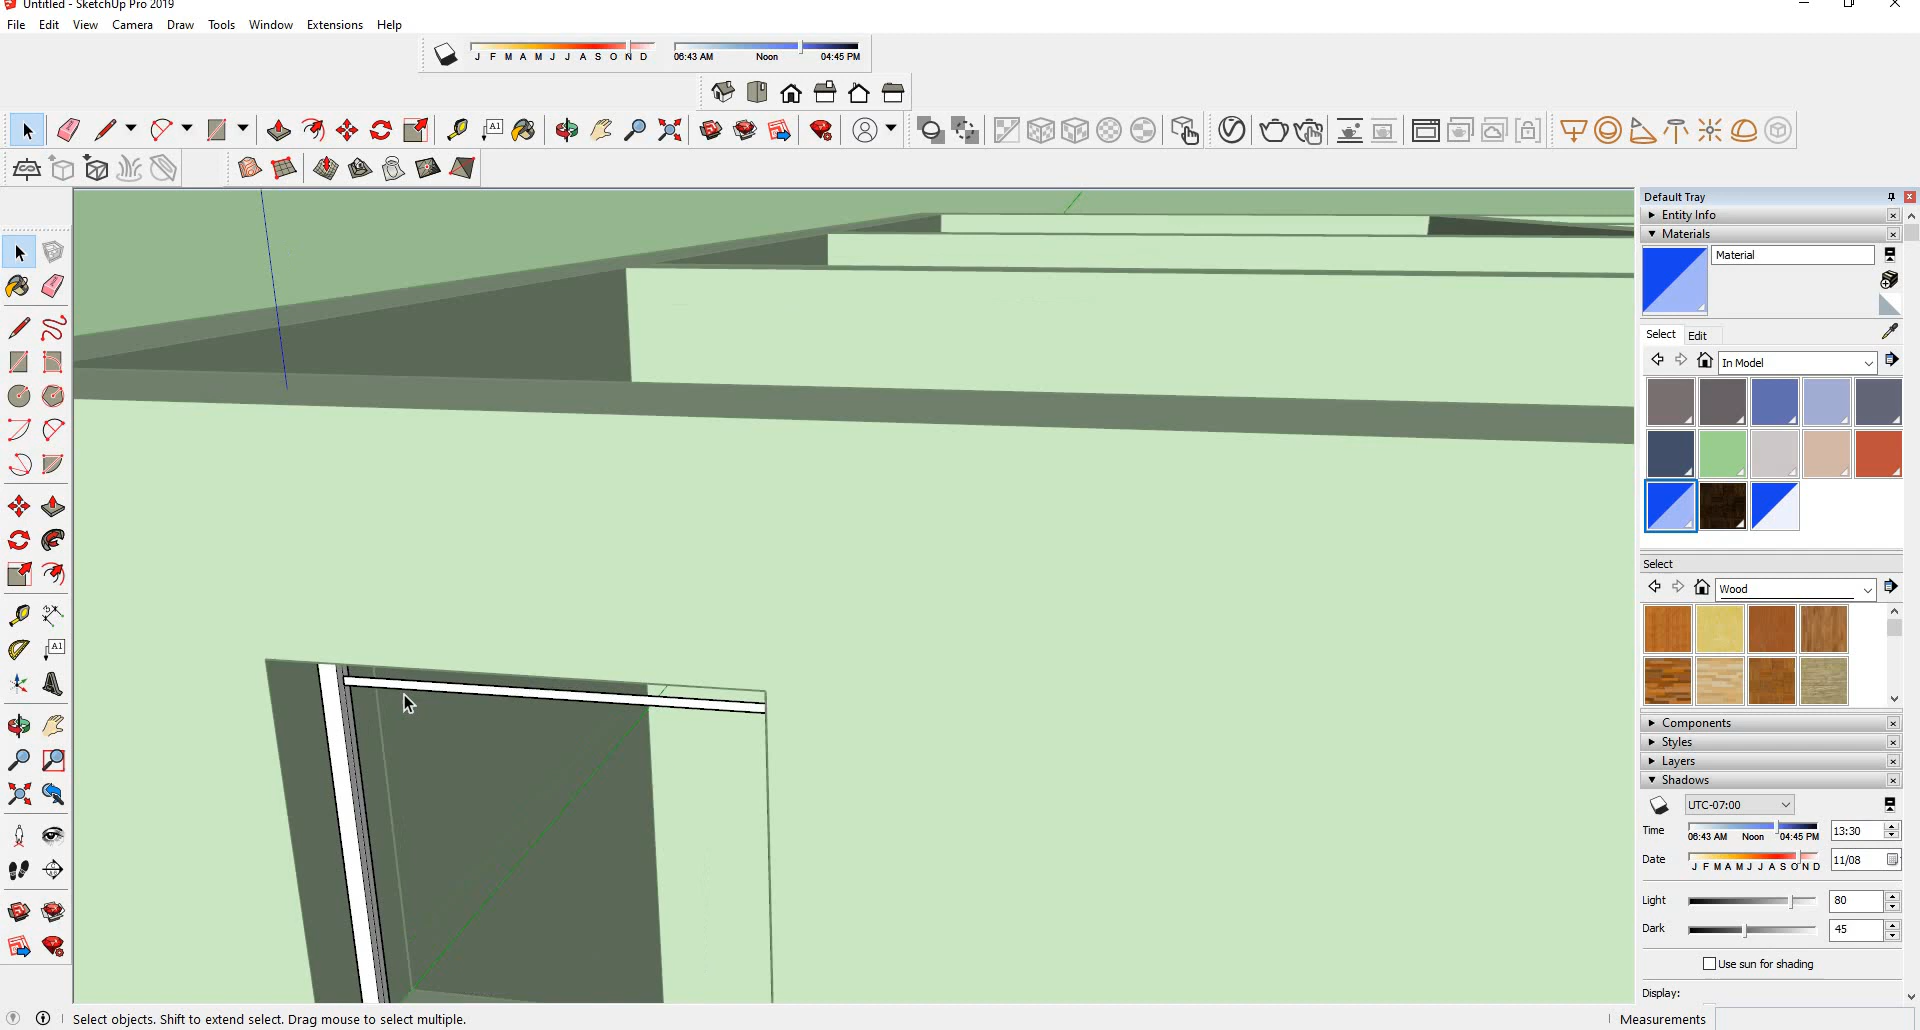 Untitled - SketchUp Pro 2019
File Edit View Camera Draw Tools Window Extensions Help
J F M A M J J A S O N D
06:43 AM Noon 04:45 PM
A1
Default Tray
Entity Info
Materials
Material
Select Edit
In Model
Select
Wood
A1
Components
Styles
Layers
Shadows
UTC-07:00
Time 06:43 AM Noon 04:45 PM 13:30
Date J F M A M J J A S O N D 11/08
Light 80
Dark 45
Use sun for shading
Display:
Select objects. Shift to extend select. Drag mouse to select multiple.
Measurements